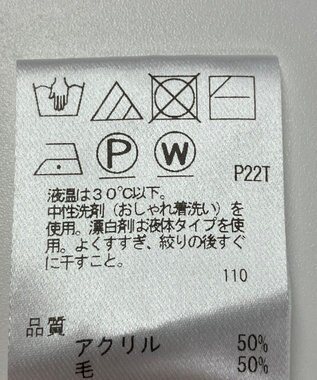 P
W
P22T
液温は30℃以下。
中性洗剤（おしゃれ着洗い）を
使用。漂白剤は液体タイプを使
用。よくすすぎ、絞りの後すぐ
に干すこと。
110
品質
アクリル 50%
毛 50%